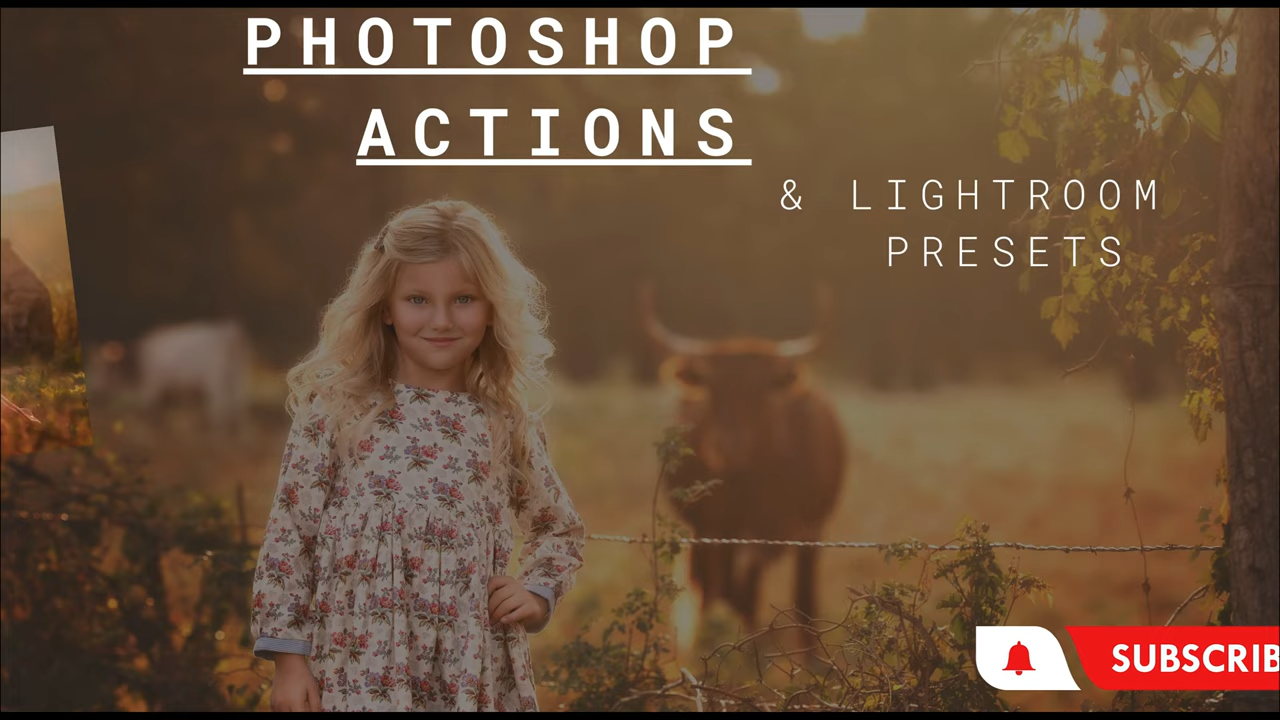 PHOTOSHOP
ACTIONS
& LIGHTROOM
PRESETS
SUBSCRIB